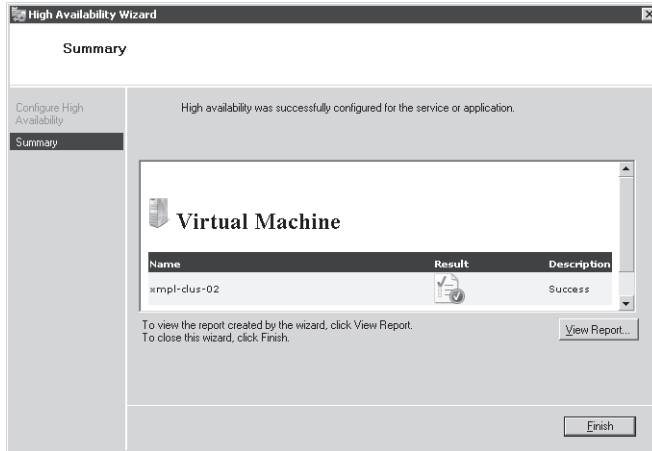 High Availability Wizard
Summary
Configure High
Availability
Summary
High availability was successfully configured for the service or application.
Virtual Machine
Name Result Description
xmpl-clus-02 Success
To view the report created by the wizard, click View Report.
To close this wizard, click Finish.
View Report...
Finish